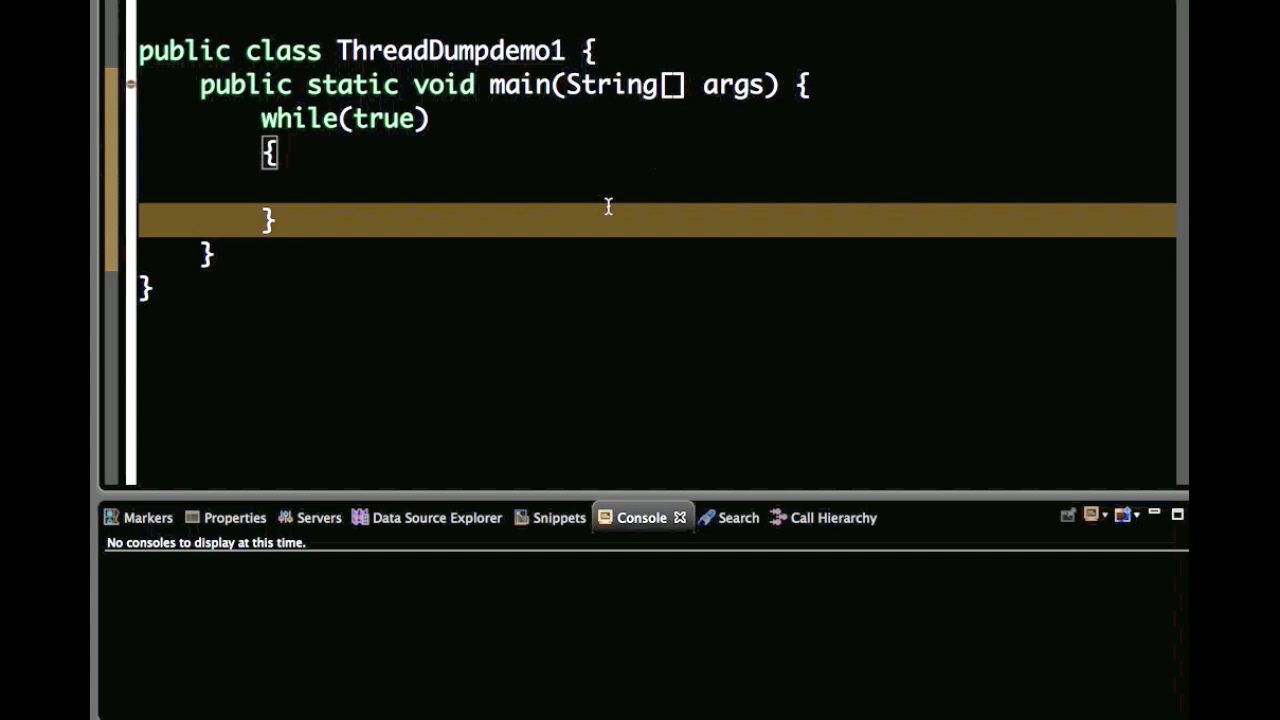 public class ThreadDumpdemo1 {
    public static void main(String[] args) {
        while(true)
        {
        }
    }
}
Markers Properties Servers Data Source Explorer Snippets Console Search Call Hierarchy
No consoles to display at this time.